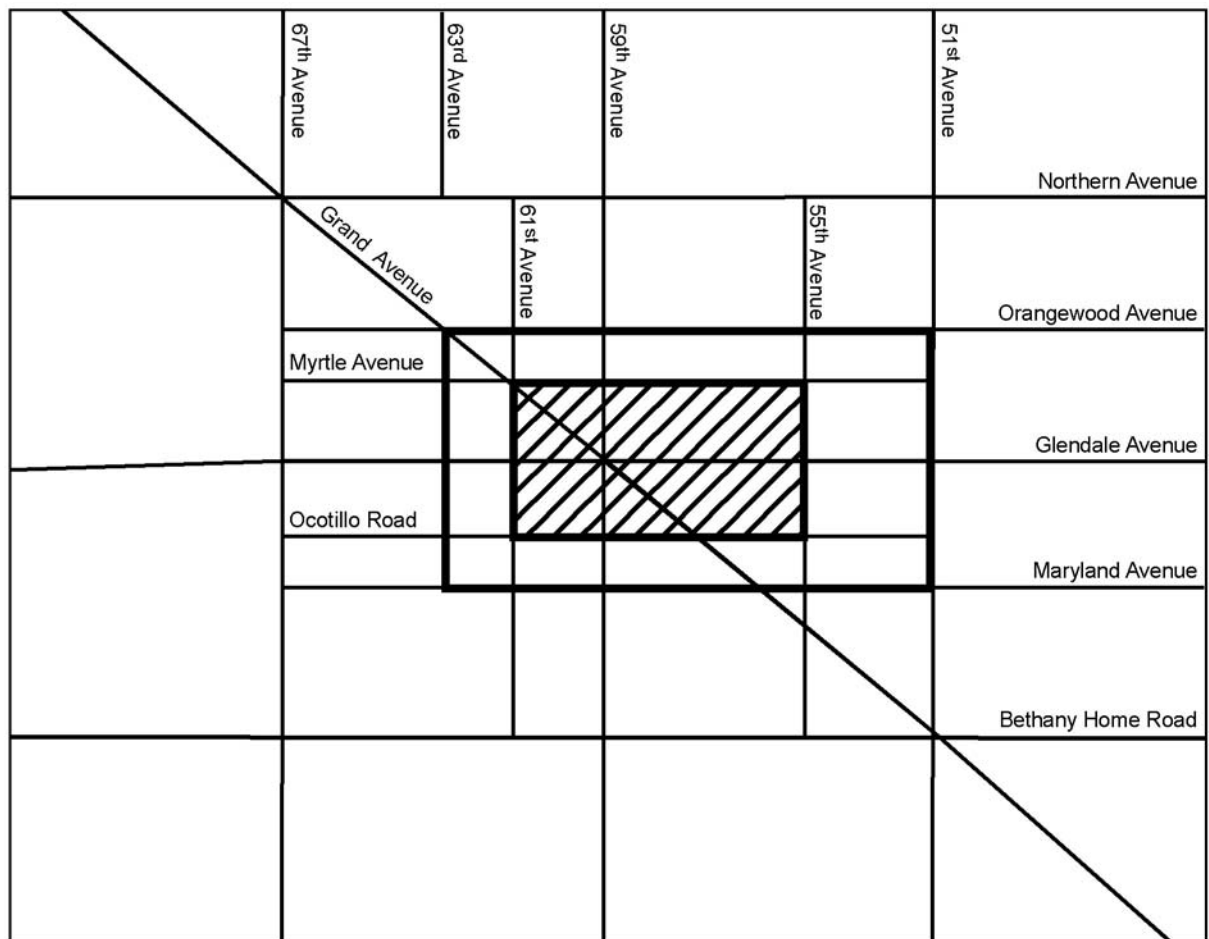 67th Avenue
63rd Avenue
59th Avenue
51st Avenue
Northern Avenue
Grand Avenue
61st Avenue
55th Avenue
Orangewood Avenue
Myrtle Avenue
Glendale Avenue
Ocotillo Road
Maryland Avenue
Bethany Home Road